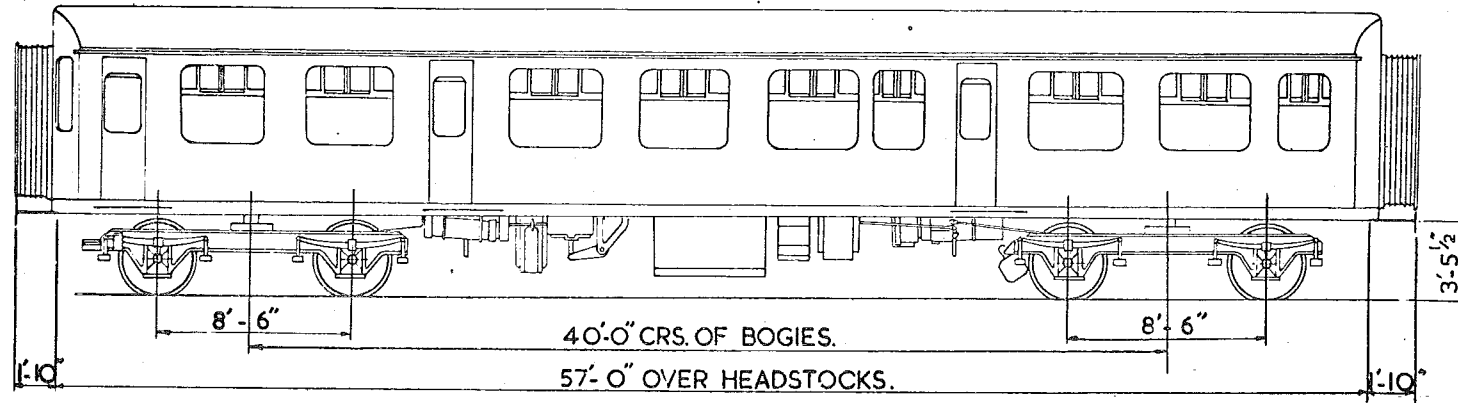 3'-5½"
8'-6"
8'-6"
40'-0" CRS. OF BOGIES.
1'-10"
57'-0" OVER HEADSTOCKS.
1'-10"